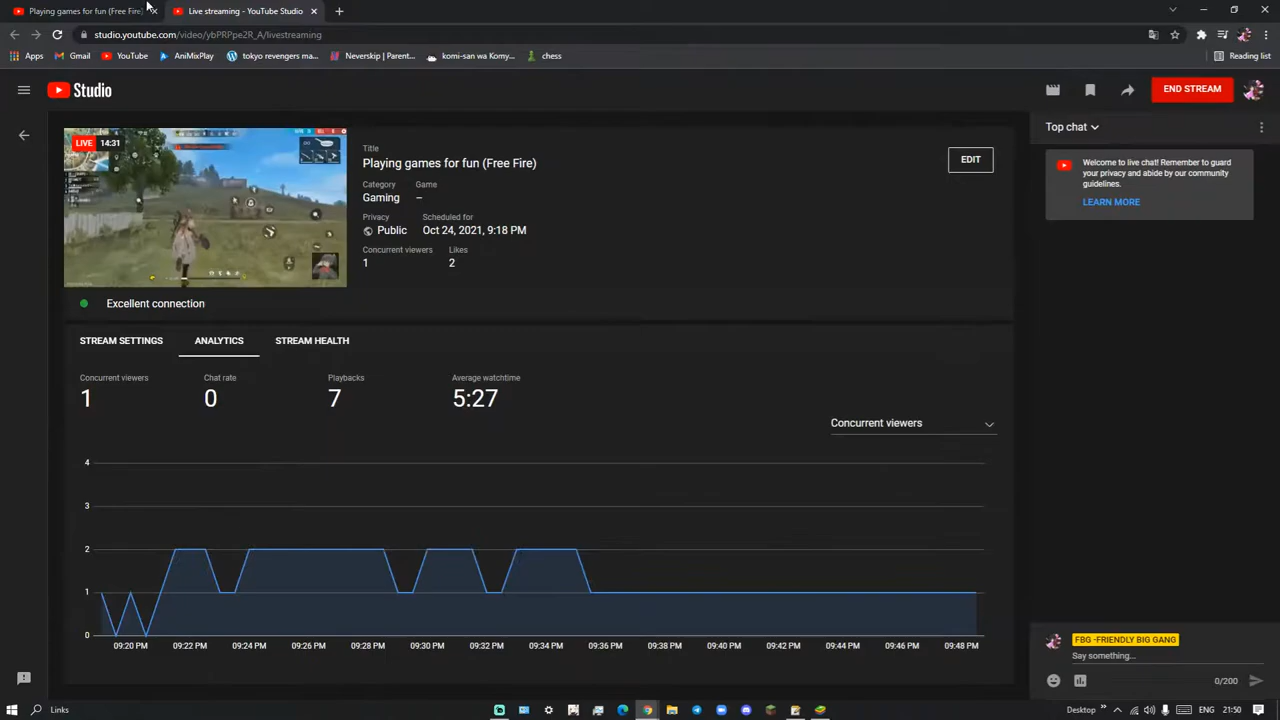 Playing games for fun (Free Fire)
Live streaming - YouTube Studio
studio.youtube.com/video/ybPRPpe2R_A/livestreaming
Apps
Gmail
YouTube
AniMixPlay
tokyo revengers ma...
Neverskip | Parent...
komi-san wa Komy...
chess
Reading list
Studio
END STREAM
Top chat
LIVE 14:31
Title
Playing games for fun (Free Fire)
EDIT
Category Game
Gaming –
Privacy Scheduled for
Public Oct 24, 2021, 9:18 PM
Concurrent viewers Likes
1 2
Excellent connection
Welcome to live chat! Remember to guard
your privacy and abide by our community
guidelines.
LEARN MORE
STREAM SETTINGS ANALYTICS STREAM HEALTH
Concurrent viewers Chat rate Playbacks Average watchtime
1 0 7 5:27
Concurrent viewers
4
3
2
1
0
09:20 PM 09:22 PM 09:24 PM 09:26 PM 09:28 PM 09:30 PM 09:32 PM 09:34 PM 09:36 PM 09:38 PM 09:40 PM 09:42 PM 09:44 PM 09:46 PM 09:48 PM
FBG -FRIENDLY BIG GANG
Say something...
0/200
Links
Desktop
ENG
21:50